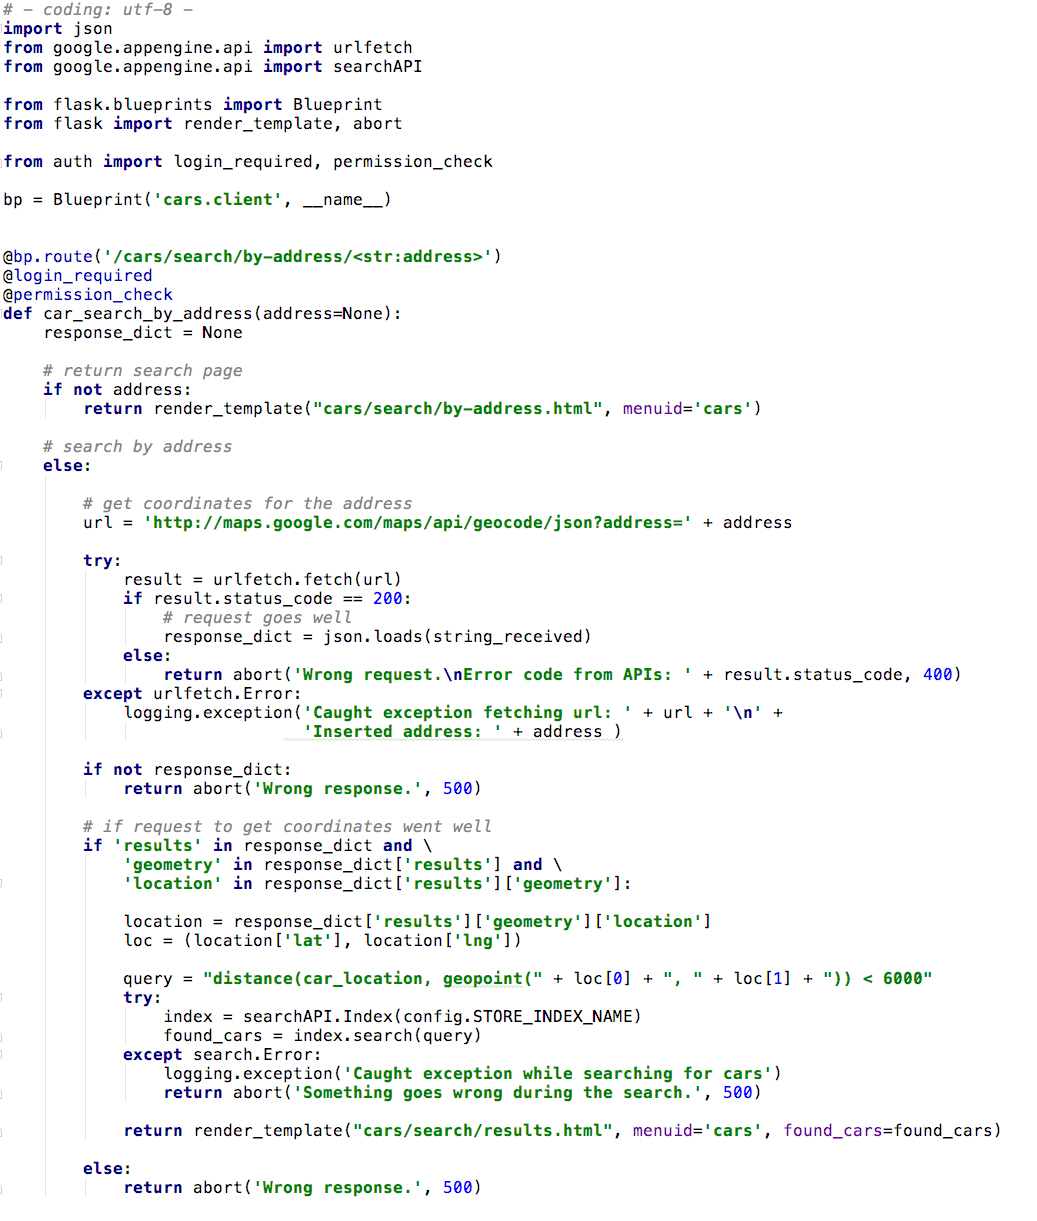 # - coding: utf-8 -
import json
from google.appengine.api import urlfetch
from google.appengine.api import searchAPI

from flask.blueprints import Blueprint
from flask import render_template, abort

from auth import login_required, permission_check

bp = Blueprint('cars.client', __name__)


@bp.route('/cars/search/by-address/<str:address>')
@login_required
@permission_check
def car_search_by_address(address=None):
    response_dict = None

    # return search page
    if not address:
        return render_template("cars/search/by-address.html", menuid='cars')

    # search by address
    else:

        # get coordinates for the address
        url = 'http://maps.google.com/maps/api/geocode/json?address=' + address

        try:
            result = urlfetch.fetch(url)
            if result.status_code == 200:
                # request goes well
                response_dict = json.loads(string_received)
            else:
                return abort('Wrong request.\nError code from APIs: ' + result.status_code, 400)
        except urlfetch.Error:
            logging.exception('Caught exception fetching url: ' + url + '\n' +
                              'Inserted address: ' + address )

        if not response_dict:
            return abort('Wrong response.', 500)

        # if request to get coordinates went well
        if 'results' in response_dict and \
            'geometry' in response_dict['results'] and \
            'location' in response_dict['results']['geometry']:

            location = response_dict['results']['geometry']['location']
            loc = (location['lat'], location['lng'])

            query = "distance(car_location, geopoint(" + loc[0] + ", " + loc[1] + ")) < 6000"
            try:
                index = searchAPI.Index(config.STORE_INDEX_NAME)
                found_cars = index.search(query)
            except search.Error:
                logging.exception('Caught exception while searching for cars')
                return abort('Something goes wrong during the search.', 500)

            return render_template("cars/search/results.html", menuid='cars', found_cars=found_cars)

        else:
            return abort('Wrong response.', 500)